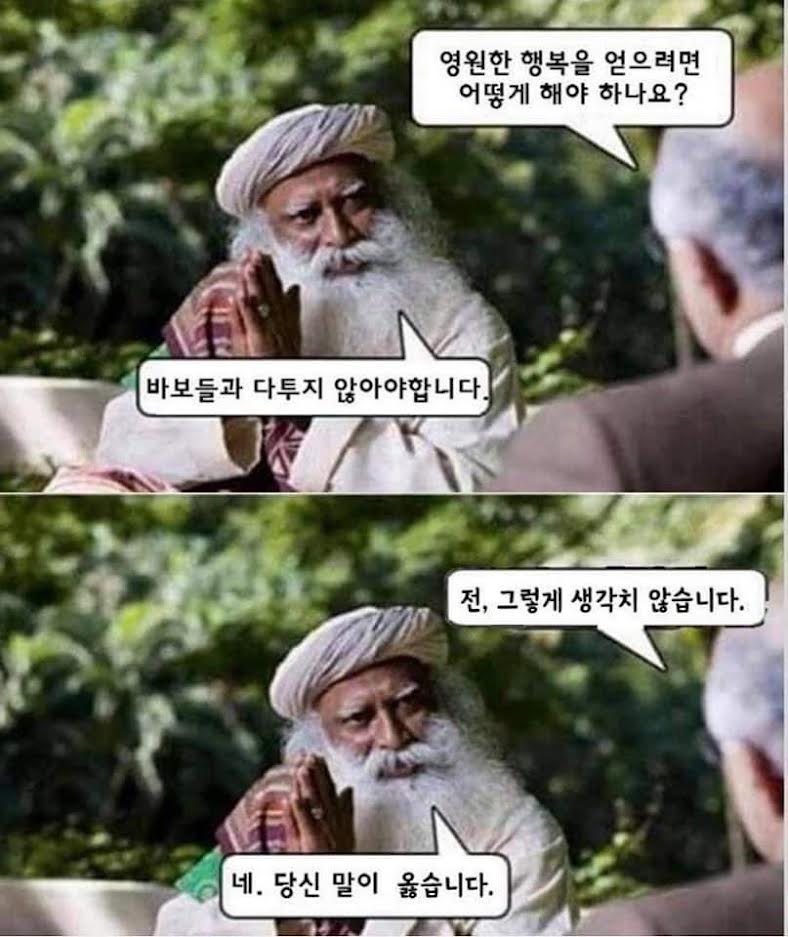 영원한 행복을 얻으려면
어떻게 해야 하나요?
바보들과 다투지 않아야합니다.
전, 그렇게 생각치 않습니다.
네. 당신 말이 옳습니다.